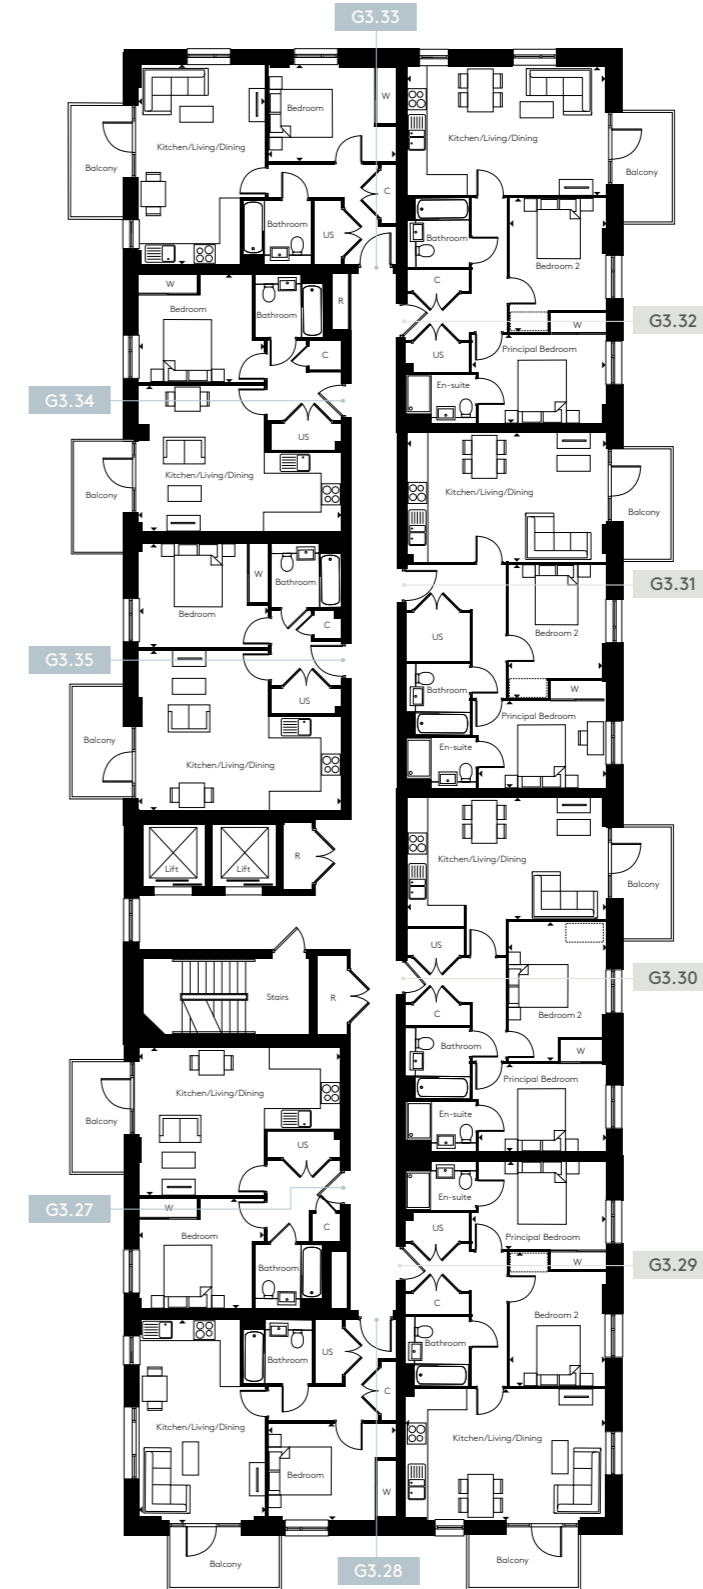 G3.33
Bedroom
W
Kitchen/Living/Dining
Kitchen/Living/Dining
Balcony
Balcony
C
Bathroom
US
Bathroom
Bedroom 2
C
W
R
Bedroom
Bathroom
G3.32
W
US
Principal Bedroom
C
En-suite
G3.34
US
Kitchen/Living/Dining
Balcony
Kitchen/Living/Dining
Balcony
W
Bathroom
Bedroom
G3.31
C
US
Bedroom 2
G3.35
Bathroom
W
US
Principal Bedroom
Balcony
En-suite
Kitchen/Living/Dining
Lift
Lift
R
Kitchen/Living/Dining
Balcony
US
Stairs
R
G3.30
C
Bedroom 2
Bathroom
W
Kitchen/Living/Dining
Principal Bedroom
Balcony
En-suite
US
G3.27
W
En-suite
C
US
Bedroom
Principal Bedroom
Bathroom
W
G3.29
C
Bedroom 2
Bathroom
US
Bathroom
C
Kitchen/Living/Dining
Kitchen/Living/Dining
Bedroom
W
Balcony
G3.28
Balcony